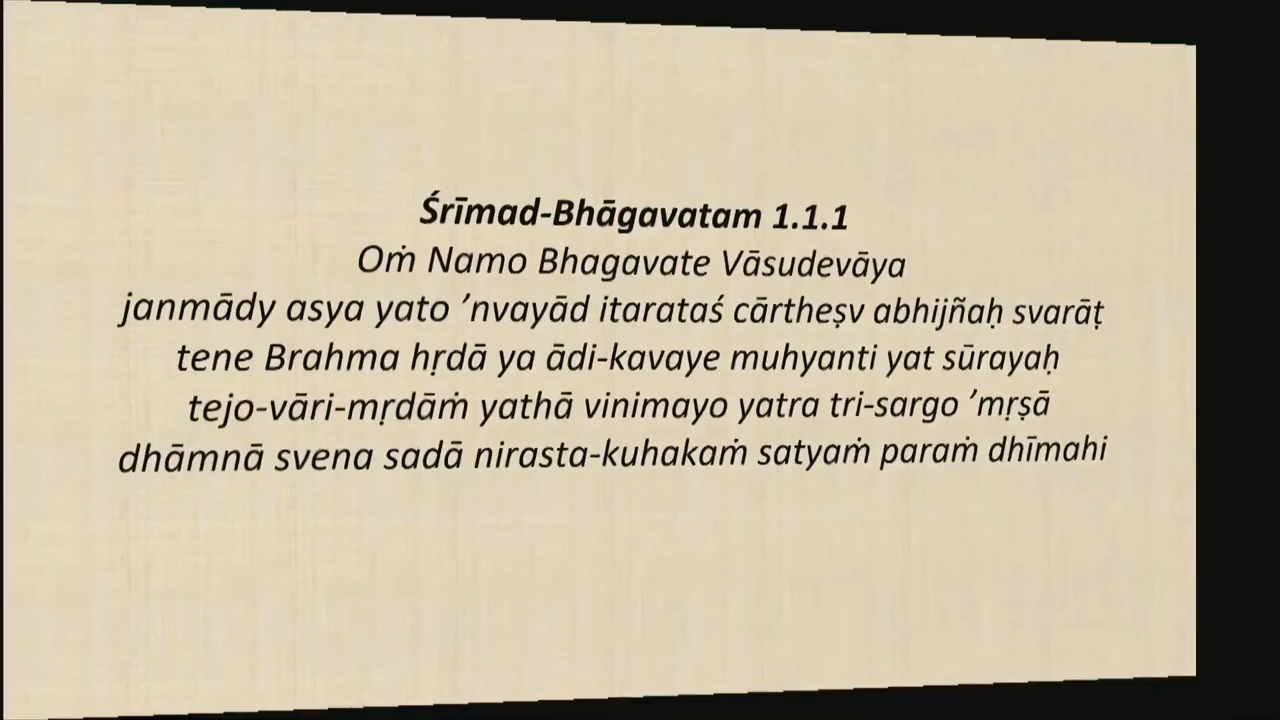 Śrīmad-Bhāgavatam 1.1.1
Oṁ Namo Bhagavate Vāsudevāya
janmādy asya yato ’nvayād itarataś cārtheṣv abhijñaḥ svarāṭ
tene Brahma hṛdā ya ādi-kavaye muhyanti yat sūrayaḥ
tejo-vāri-mṛdāṁ yathā vinimayo yatra tri-sargo ’mṛṣā
dhāmnā svena sadā nirasta-kuhakaṁ satyaṁ paraṁ dhīmahi